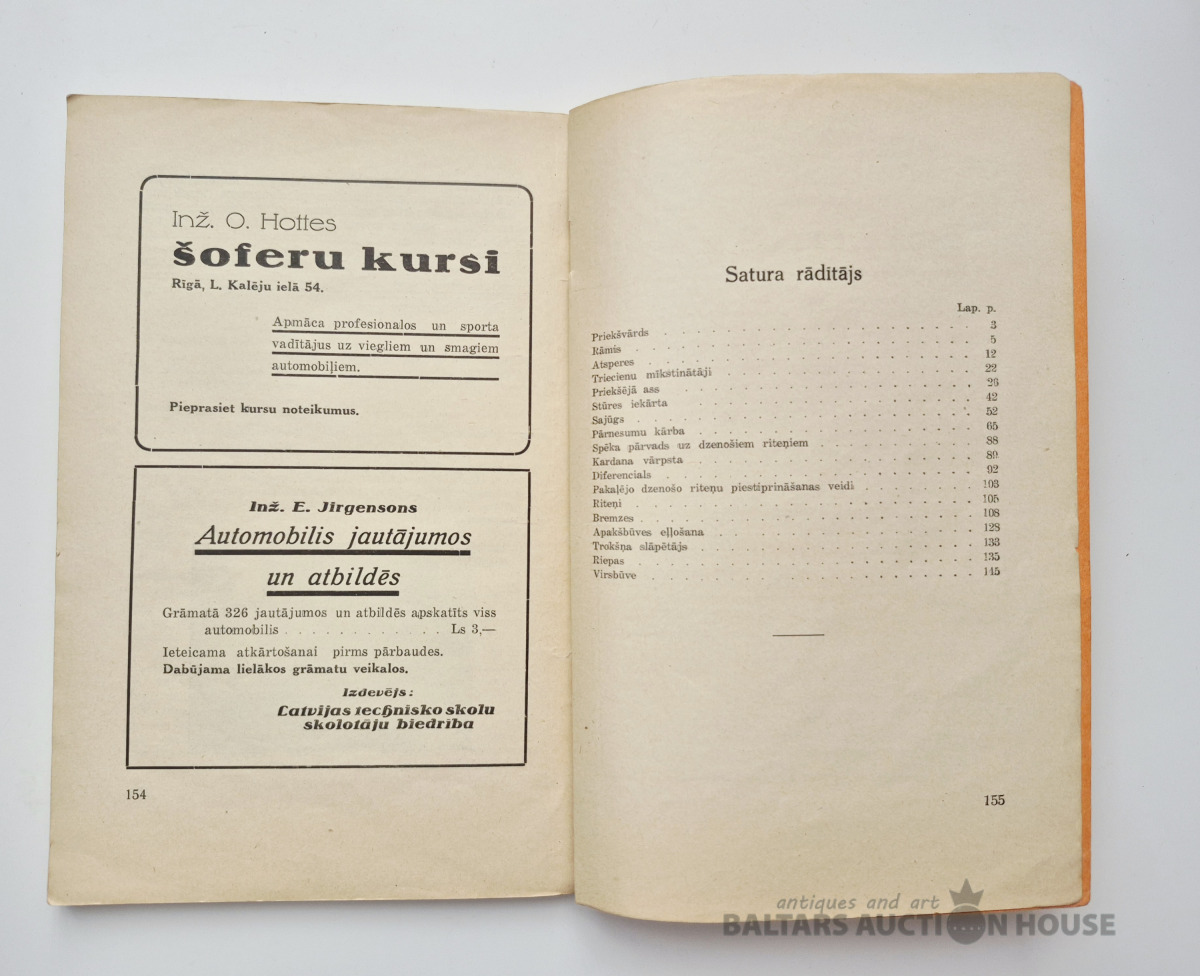 Inž. O. Hottes
šoferu kursi
Rīgā, L. Kalēju ielā 54.
Apmāca profesionalos un sporta
vadītājus uz viegliem un smagiem
automobiļiem.
Pieprasiet kursu noteikumus.
Inž. E. Jirgensons
Automobilis jautājumos
un atbildēs
Grāmatā 326 jautājumos un atbildēs apskatīts viss
automobilis . . . . . . . . . . . . Ls 3,—
Ieteicama atkārtošanai pirms pārbaudes.
Dabūjama lielākos grāmatu veikalos.
Izdevējs:
Latvijas technisko skolu
skolotāju biedrība
154
Satura rādītājs
Lap. p.
Priekšvārds . . . . . . . . . . 3
Rāmis . . . . . . . . . . 5
Atsperes . . . . . . . . . . 12
Triecienu mīkstinātāji . . . . . . . . . . 22
Priekšējā ass . . . . . . . . . . 26
Stūres iekārta . . . . . . . . . . 42
Sajūgs . . . . . . . . . . 52
Pārnesumu kārba . . . . . . . . . . 65
Spēka pārvads uz dzenošiem riteņiem . . . . . . . . . . 88
Kardana vārpsta . . . . . . . . . . 89
Diferencials . . . . . . . . . . 92
Pakaļējo dzenošo riteņu piestiprināšanas veidi . . . . . . . . 103
Riteņi . . . . . . . . . . 105
Bremzes . . . . . . . . . . 108
Apakšbūves eļļošana . . . . . . . . . . 128
Trokšņa slāpētājs . . . . . . . . . . 133
Riepas . . . . . . . . . . 135
Virsbūve . . . . . . . . . . 145
155
antiques and art
BALTARS AUCTION HOUSE